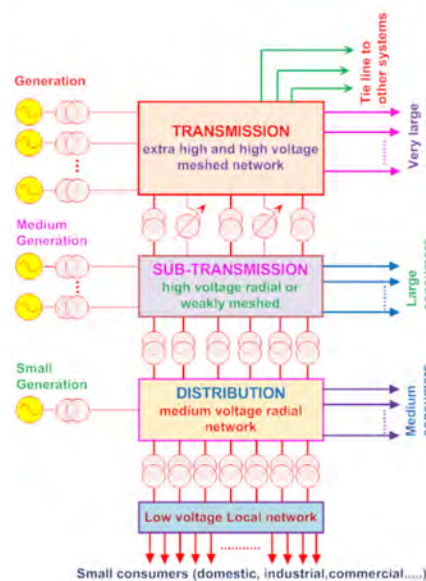 Generation
Tie line to
other systems
TRANSMISSION
extra high and high voltage
meshed network
Very large
Medium
Generation
SUB-TRANSMISSION
high voltage radial or
weakly meshed
Large
Small
Generation
DISTRIBUTION
medium voltage radial
network
Medium
consumers
Low voltage Local network
Small consumers (domestic, industrial,commercial.....)